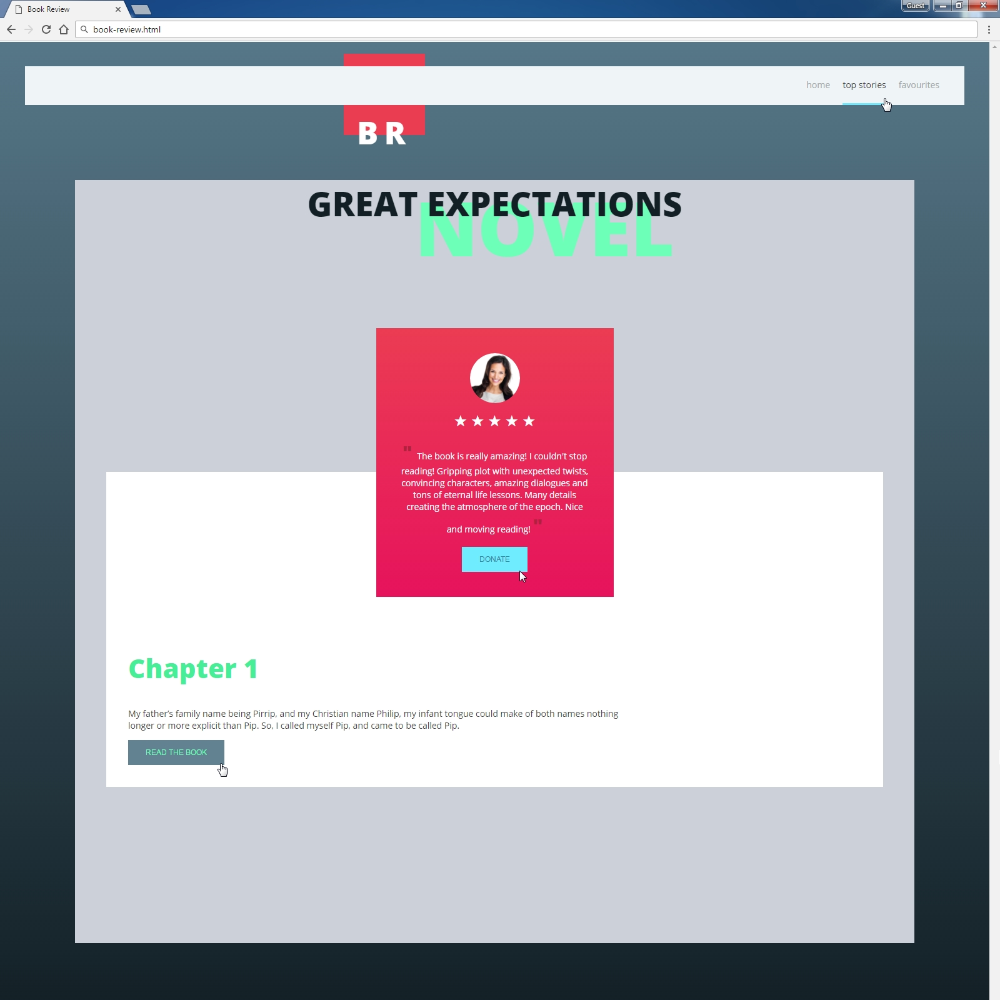 Book Review
Guest
book-review.html
home top stories favourites
B R
GREAT EXPECTATIONS
NOVEL
★ ★ ★ ★ ★
" The book is really amazing! I couldn't stop
reading! Gripping plot with unexpected twists,
convincing characters, amazing dialogues and
tons of eternal life lessons. Many details
creating the atmosphere of the epoch. Nice
and moving reading! "
DONATE
Chapter 1
My father’s family name being Pirrip, and my Christian name Philip, my infant tongue could make of both names nothing
longer or more explicit than Pip. So, I called myself Pip, and came to be called Pip.
READ THE BOOK